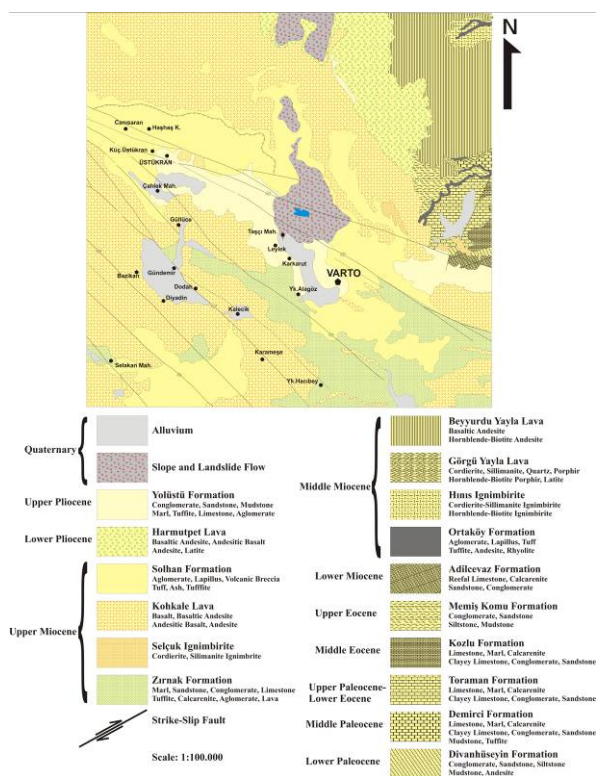 N
Canısaran
Haşhaş K.
Küç.Üstükran
ÜSTÜKRAN
Çahlek Mah.
Güllüce
Taşçı Mah.
Leylek
Karkarut
Bazikan
Gündemir
VARTO
Dodah
Yk.Alagöz
Diyadin
Kalecik
Karameşe
Selakan Mah.
Yk.Hacıbey
Quaternary
Alluvium
Slope and Landslide Flow
Upper Pliocene
Yolüstü Formation
Conglomerate, Sandstone, Mudstone
Marl, Tuffite, Limestone, Aglomerate
Lower Pliocene
Harmutpet Lava
Basaltic Andesite, Andesitic Basalt
Andesite, Latite
Upper Miocene
Solhan Formation
Aglomerate, Lapillus, Volcanic Breccia
Tuff, Ash, Tufffite
Kohkale Lava
Basalt, Basaltic Andesite
Andesitic Basalt, Andesite
Selçuk Ignimbirite
Cordierite, Silimanite Ignimbrite
Zırnak Formation
Marl, Sandstone, Conglomerate, Limestone
Tuffite, Calcarenite, Aglomerate, Lava
Strike-Slip Fault
Scale: 1:100.000
Middle Miocene
Beyyurdu Yayla Lava
Basaltic Andesite
Hornblende-Biotite Andesite
Görgü Yayla Lava
Cordierite, Sillimanite, Quartz, Porphir
Hornblende-Biotite Porphir, Latite
Hınıs Ignimbirite
Cordierite-Sillimanite Ignimbirite
Hornblende-Biotite Ignimbirite
Ortaköy Formation
Aglomerate, Lapillus, Tuff
Tuffite, Andesite, Rhyolite
Lower Miocene
Adilcevaz Formation
Reefal Limestone, Calcarenite
Sandstone, Conglomerate
Upper Eocene
Memiş Komu Formation
Conglomerate, Sandstone
Siltstone, Mudstone
Middle Eocene
Kozlu Formation
Limestone, Marl, Calcarenite
Clayey Limestone, Conglomerate, Sandstone
Upper Paleocene-
Lower Eocene
Toraman Formation
Limestone, Marl, Calcarenite
Clayey Limestone, Conglomerate, Sandstone
Middle Paleocene
Demirci Formation
Limestone, Marl, Calcarenite
Clayey Limestone, Conglomerate, Sandstone
Mudstone, Tuffite
Lower Paleocene
Divanhüseyin Formation
Conglomerate, Sandstone, Siltstone
Mudstone, Andesite